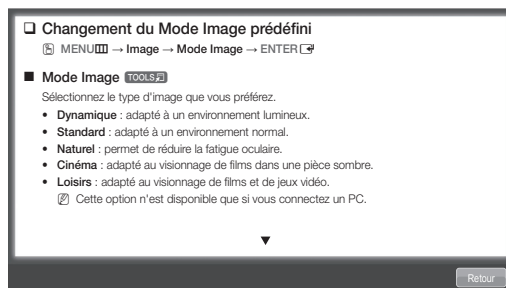 Changement du Mode Image prédéfini
MENU → Image → Mode Image → ENTER
Mode Image TOOLS
Sélectionnez le type d'image que vous préférez.
• Dynamique : adapté à un environnement lumineux.
• Standard : adapté à un environnement normal.
• Naturel : permet de réduire la fatigue oculaire.
• Cinéma : adapté au visionnage de films dans une pièce sombre.
• Loisirs : adapté au visionnage de films et de jeux vidéo.
Cette option n'est disponible que si vous connectez un PC.
Retour